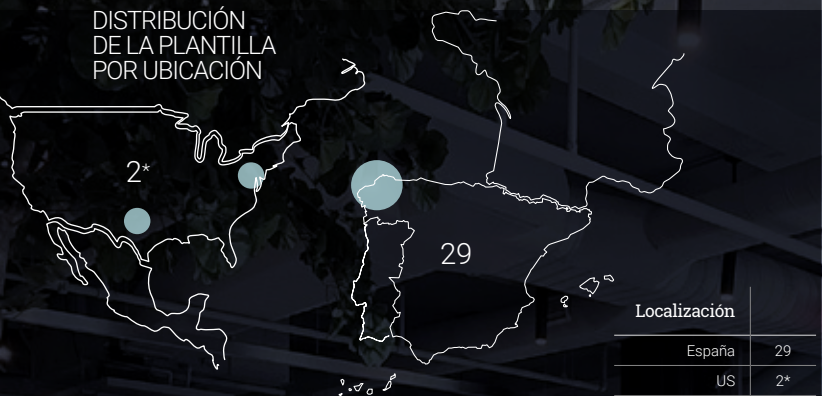 DISTRIBUCIÓN
DE LA PLANTILLA
POR UBICACIÓN
2*
29
Localización
España 29
US 2*